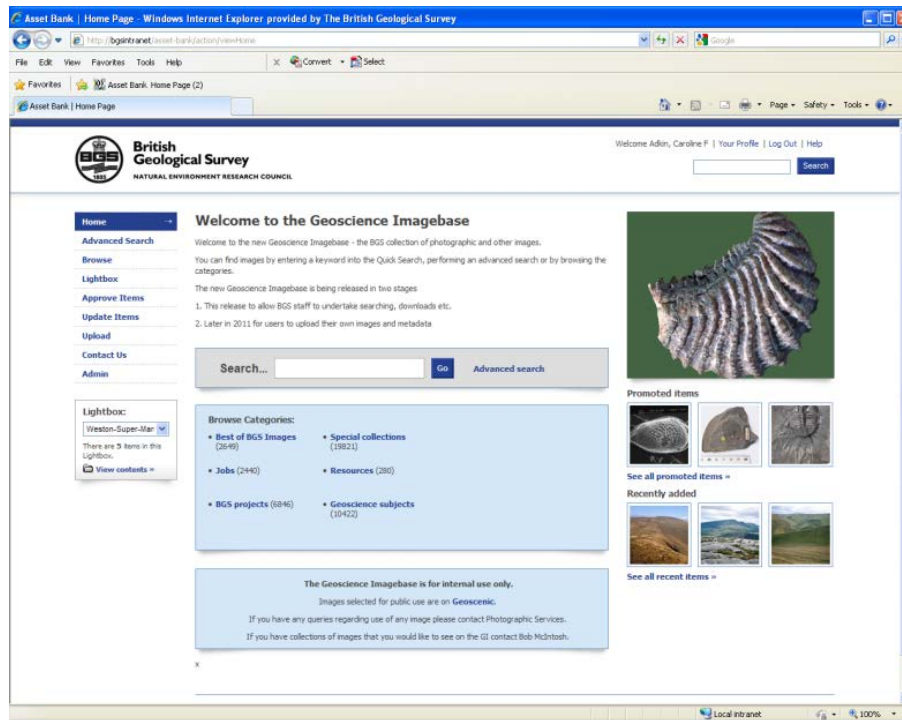 Asset Bank | Home Page - Windows Internet Explorer provided by The British Geological Survey
http://bgsintranet/asset-bank/action/viewHome
Google
File Edit View Favorites Tools Help
x Convert Select
Favorites Asset Bank Home Page (2)
Asset Bank | Home Page
Page Safety Tools
British
Geological Survey
NATURAL ENVIRONMENT RESEARCH COUNCIL
BGS
1835
Welcome Adkin, Caroline F | Your Profile | Log Out | Help
Search
Home
Advanced Search
Browse
Lightbox
Approve Items
Update Items
Upload
Contact Us
Admin
Lightbox:
Weston-Super-Mar
There are 5 items in this
Lightbox.
View contents »
Welcome to the Geoscience Imagebase
Welcome to the new Geoscience Imagebase - the BGS collection of photographic and other images.
You can find images by entering a keyword into the Quick Search, performing an advanced search or by browsing the
categories.
The new Geoscience Imagebase is being released in two stages
1. This release to allow BGS staff to undertake searching, downloads etc.
2. Later in 2011 for users to upload their own images and metadata
Search... Go Advanced search
Browse Categories:
• Best of BGS Images
(2649)
• Special collections
(19821)
• Jobs (2440)
• Resources (280)
• BGS projects (6846)
• Geoscience subjects
(10422)
The Geoscience Imagebase is for internal use only.
Images selected for public use are on Geoscenic.
If you have any queries regarding use of any image please contact Photographic Services.
If you have collections of images that you would like to see on the GI contact Bob McIntosh.
x
Promoted items
See all promoted items »
Recently added
See all recent items »
Local intranet
100%